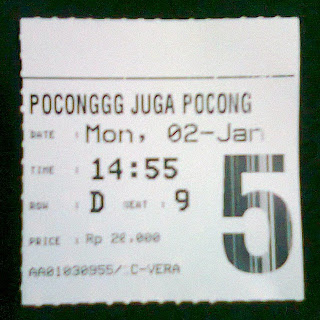 POCONGGG JUGA POCONG
DATE : Mon, 02-Jan
TIME : 14:55
ROW : D SEAT : 9
PRICE : Rp 20.000
AA01030955/:C-VERA
5